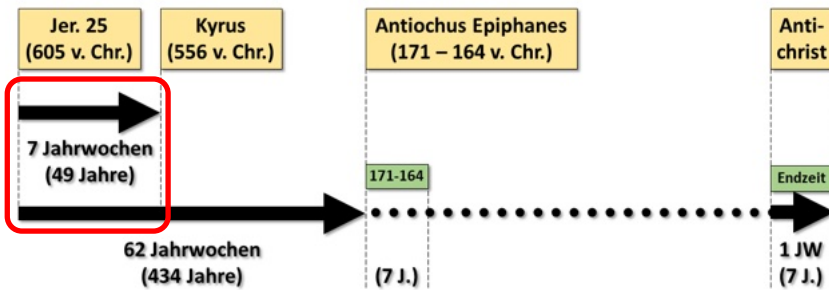 Jer. 25
(605 v. Chr.)
Kyrus
(556 v. Chr.)
Antiochus Epiphanes
(171 – 164 v. Chr.)
Anti-
christ
7 Jahrwochen
(49 Jahre)
171-164
Endzeit
62 Jahrwochen
(434 Jahre)
(7 J.)
1 JW
(7 J.)